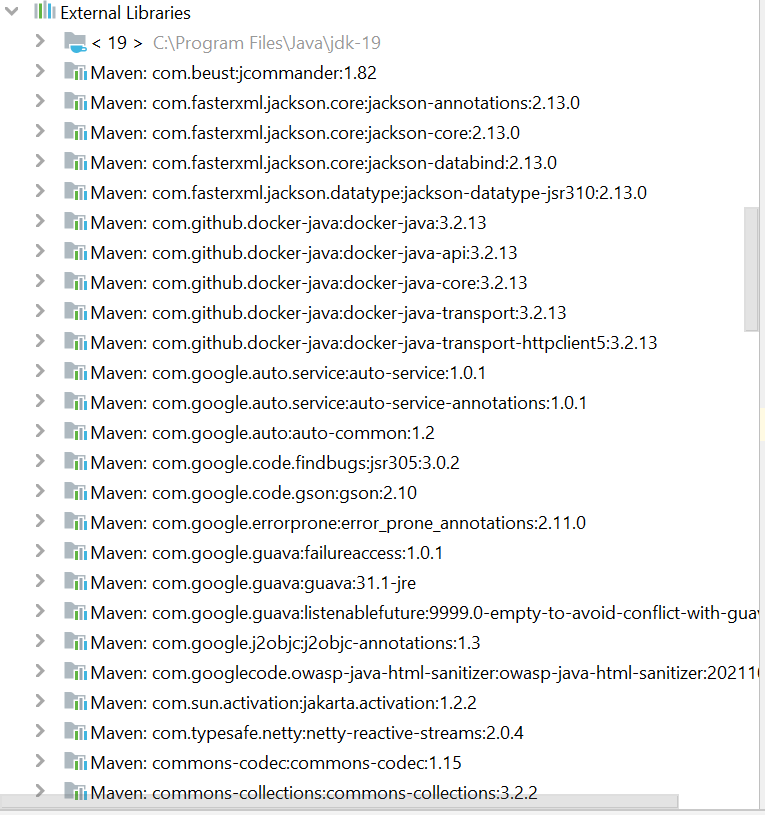 External Libraries
< 19 > C:\Program Files\Java\jdk-19
Maven: com.beust:jcommander:1.82
Maven: com.fasterxml.jackson.core:jackson-annotations:2.13.0
Maven: com.fasterxml.jackson.core:jackson-core:2.13.0
Maven: com.fasterxml.jackson.core:jackson-databind:2.13.0
Maven: com.fasterxml.jackson.datatype:jackson-datatype-jsr310:2.13.0
Maven: com.github.docker-java:docker-java:3.2.13
Maven: com.github.docker-java:docker-java-api:3.2.13
Maven: com.github.docker-java:docker-java-core:3.2.13
Maven: com.github.docker-java:docker-java-transport:3.2.13
Maven: com.github.docker-java:docker-java-transport-httpclient5:3.2.13
Maven: com.google.auto.service:auto-service:1.0.1
Maven: com.google.auto.service:auto-service-annotations:1.0.1
Maven: com.google.auto:auto-common:1.2
Maven: com.google.code.findbugs:jsr305:3.0.2
Maven: com.google.code.gson:gson:2.10
Maven: com.google.errorprone:error_prone_annotations:2.11.0
Maven: com.google.guava:failureaccess:1.0.1
Maven: com.google.guava:guava:31.1-jre
Maven: com.google.guava:listenablefuture:9999.0-empty-to-avoid-conflict-with-guav
Maven: com.google.j2objc:j2objc-annotations:1.3
Maven: com.googlecode.owasp-java-html-sanitizer:owasp-java-html-sanitizer:202110
Maven: com.sun.activation:jakarta.activation:1.2.2
Maven: com.typesafe.netty:netty-reactive-streams:2.0.4
Maven: commons-codec:commons-codec:1.15
Maven: commons-collections:commons-collections:3.2.2